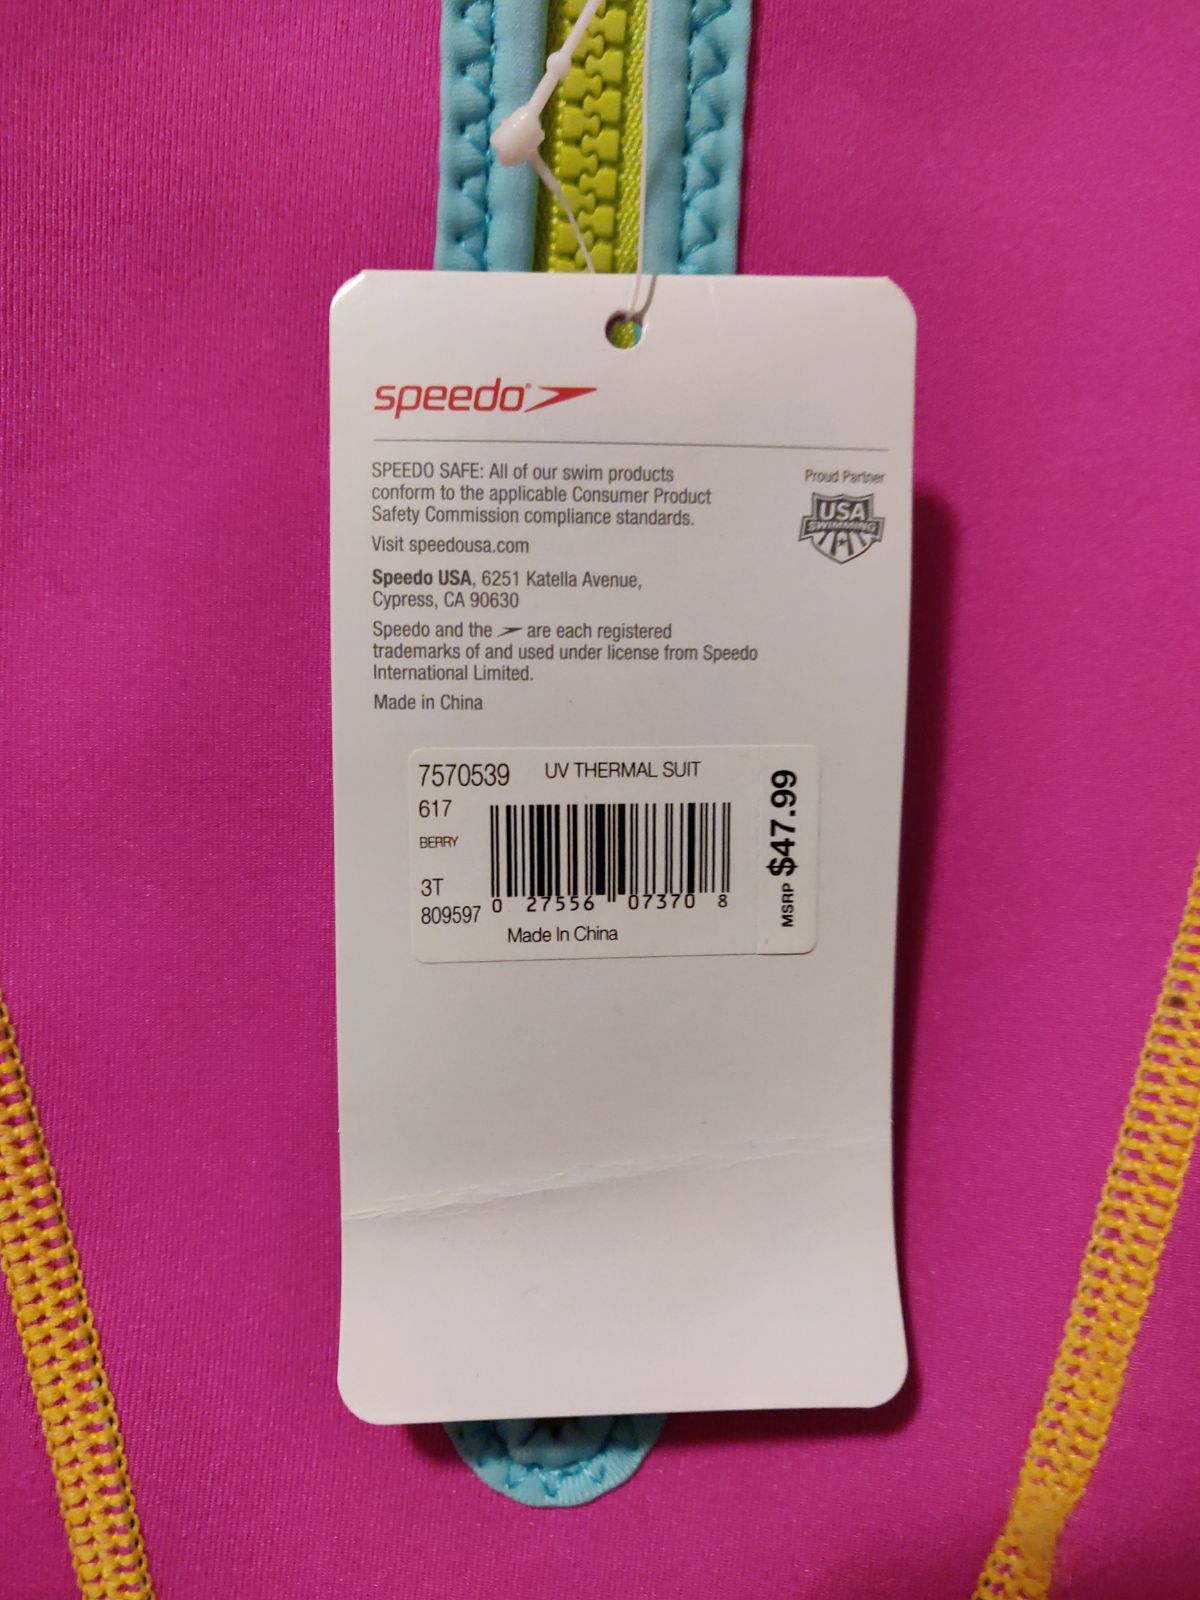 speedo®
SPEEDO SAFE: All of our swim products
conform to the applicable Consumer Product
Safety Commission compliance standards.
Visit speedousa.com
Speedo USA, 6251 Katella Avenue,
Cypress, CA 90630
Speedo and the are each registered
trademarks of and used under license from Speedo
International Limited.
Made in China
Proud Partner
USA
SWIMMING
7570539 UV THERMAL SUIT
617
BERRY
3T
809597
0 27556 07370 8
Made In China
MSRP $47.99